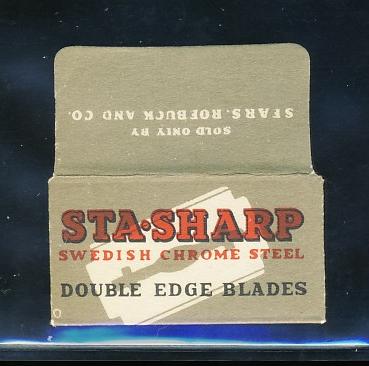 SOLD ONLY BY
SEARS, ROEBUCK AND CO.
STA-SHARP
SWEDISH CHROME STEEL
DOUBLE EDGE BLADES
O